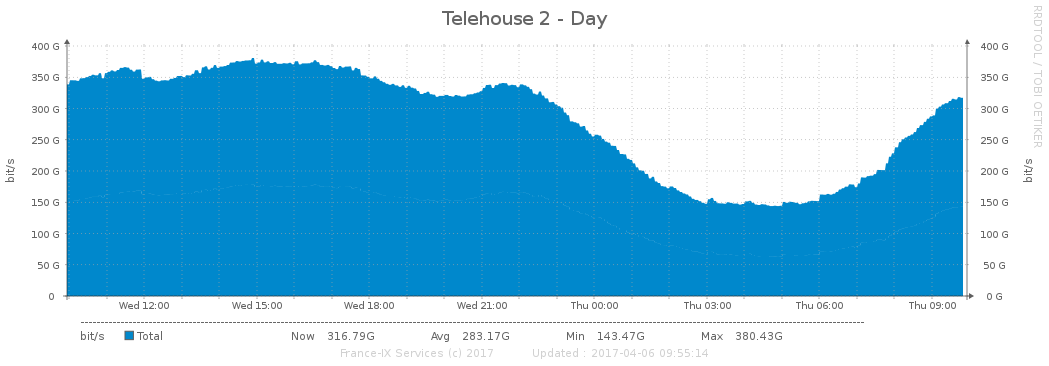 Telehouse 2 - Day
RRDTOOL / TOBI OETIKER
bit/s
400 G 400 G
350 G 350 G
300 G 300 G
250 G 250 G
200 G 200 G
150 G 150 G
100 G 100 G
50 G 50 G
0 0 G
bit/s
Wed 12:00 Wed 15:00 Wed 18:00 Wed 21:00 Thu 00:00 Thu 03:00 Thu 06:00 Thu 09:00
bit/s Total Now 316.79G Avg 283.17G Min 143.47G Max 380.43G
France-IX Services (c) 2017 Updated : 2017-04-06 09:55:14